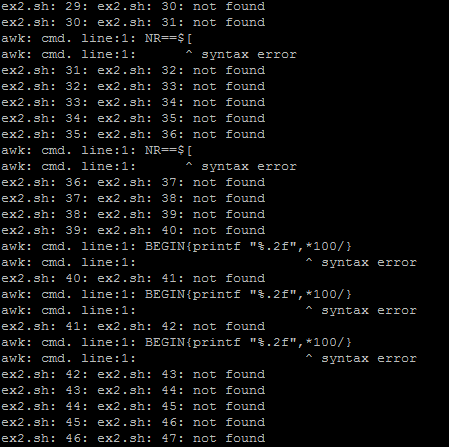 ex2.sh: 29: ex2.sh: 30: not found
ex2.sh: 30: ex2.sh: 31: not found
awk: cmd. line:1: NR==$[
awk: cmd. line:1:      ^ syntax error
ex2.sh: 31: ex2.sh: 32: not found
ex2.sh: 32: ex2.sh: 33: not found
ex2.sh: 33: ex2.sh: 34: not found
ex2.sh: 34: ex2.sh: 35: not found
ex2.sh: 35: ex2.sh: 36: not found
awk: cmd. line:1: NR==$[
awk: cmd. line:1:      ^ syntax error
ex2.sh: 36: ex2.sh: 37: not found
ex2.sh: 37: ex2.sh: 38: not found
ex2.sh: 38: ex2.sh: 39: not found
ex2.sh: 39: ex2.sh: 40: not found
awk: cmd. line:1: BEGIN{printf "%.2f",*100/}
awk: cmd. line:1:                     ^ syntax error
ex2.sh: 40: ex2.sh: 41: not found
awk: cmd. line:1: BEGIN{printf "%.2f",*100/}
awk: cmd. line:1:                     ^ syntax error
ex2.sh: 41: ex2.sh: 42: not found
awk: cmd. line:1: BEGIN{printf "%.2f",*100/}
awk: cmd. line:1:                     ^ syntax error
ex2.sh: 42: ex2.sh: 43: not found
ex2.sh: 43: ex2.sh: 44: not found
ex2.sh: 44: ex2.sh: 45: not found
ex2.sh: 45: ex2.sh: 46: not found
ex2.sh: 46: ex2.sh: 47: not found